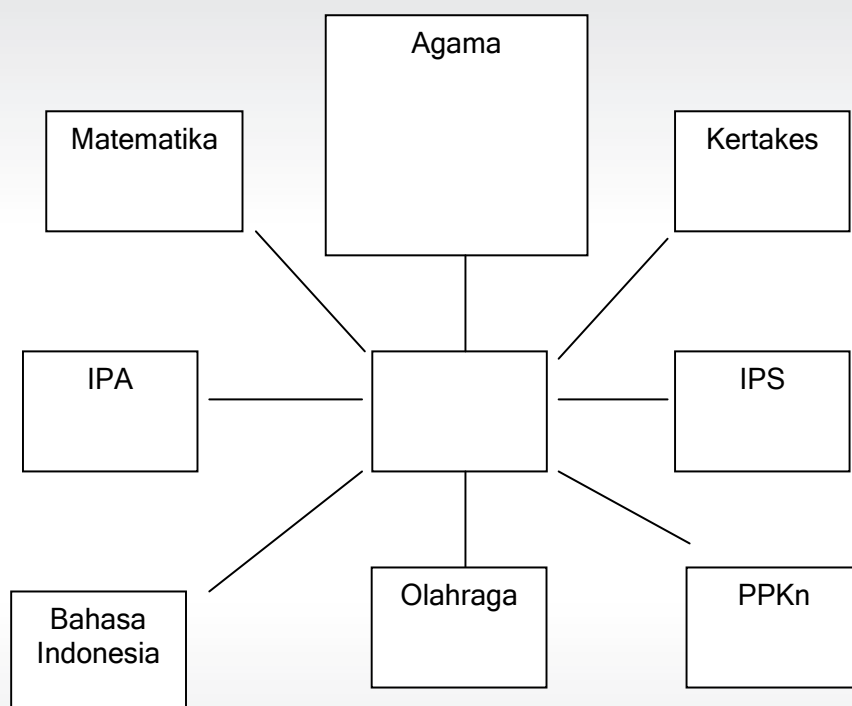 Agama
Matematika
Kertakes
IPA
IPS
Bahasa
Indonesia
Olahraga
PPKn